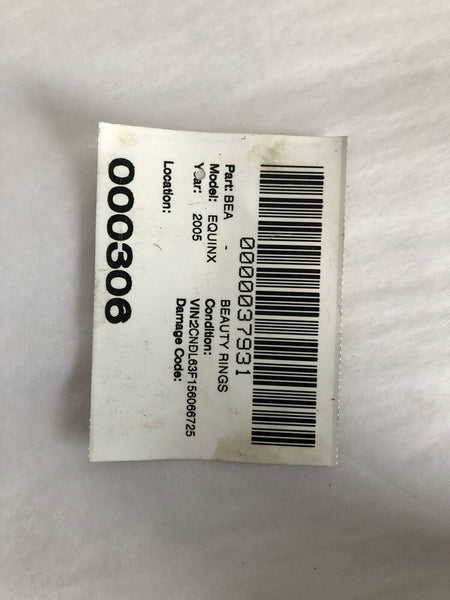 0000037931
Part: BEA - BEAUTY RINGS
Model: EQUINX Condition:
Year: 2005 VIN:2CNDL63F156066725
Damage Code:
Location:
000306